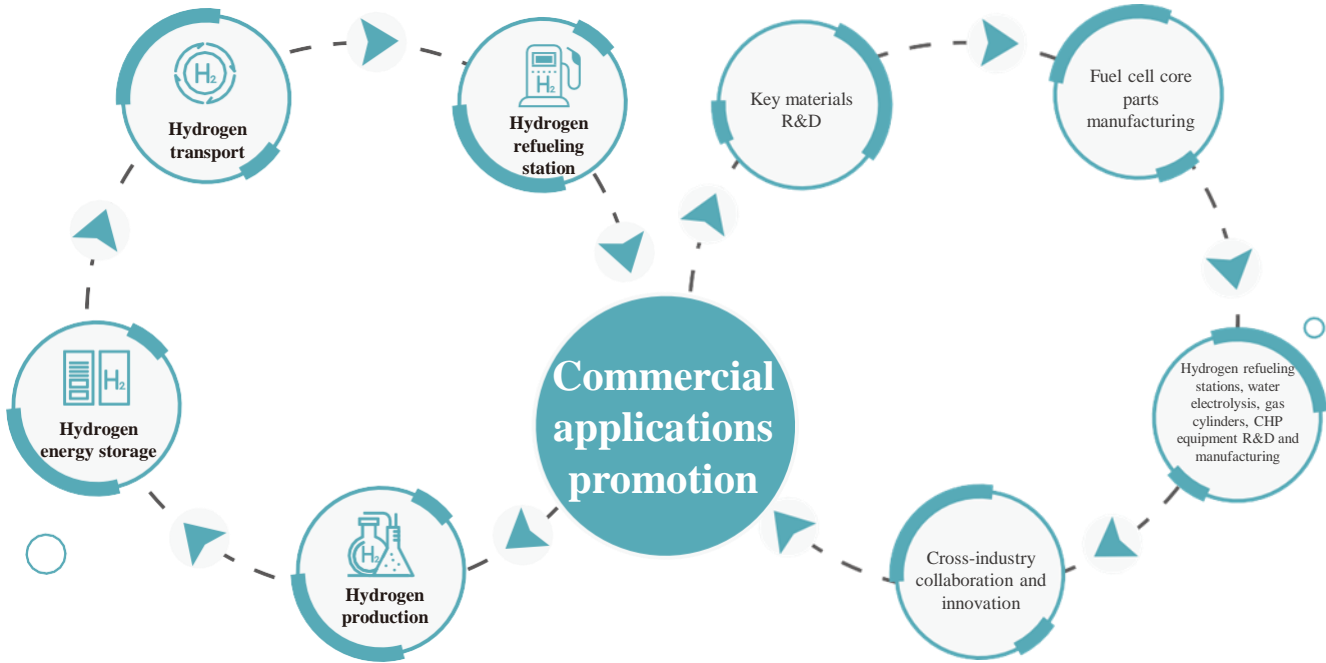 H₂
Hydrogen
transport
H₂
Hydrogen
refueling
station
Key materials
R&D
Fuel cell core
parts
manufacturing
H₂
Hydrogen
energy storage
Commercial
applications
promotion
Hydrogen refueling
stations, water
electrolysis, gas
cylinders, CHP
equipment R&D and
manufacturing
H₂
Hydrogen
production
Cross-industry
collaboration and
innovation